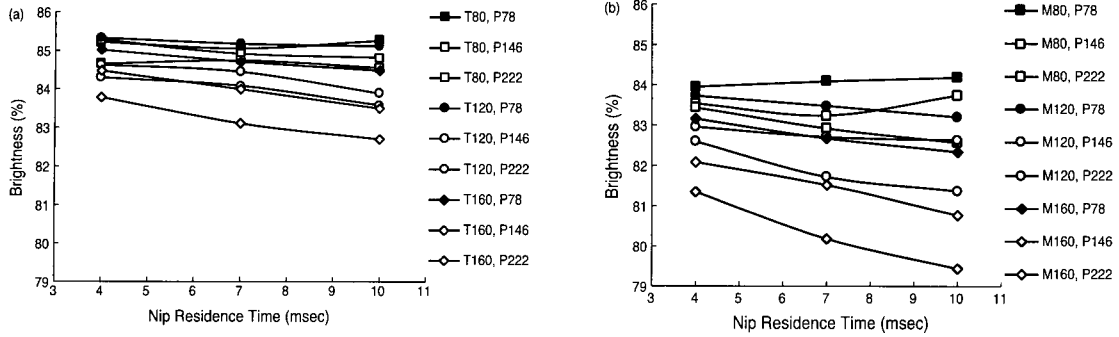 (a)
86
85
84
83
82
81
80
79
Brightness (%)
3 4 5 6 7 8 9 10 11
Nip Residence Time (msec)
T80, P78
T80, P146
T80, P222
T120, P78
T120, P146
T120, P222
T160, P78
T160, P146
T160, P222
(b)
86
85
84
83
82
81
80
79
Brightness (%)
3 4 5 6 7 8 9 10 11
Nip Residence Time (msec)
M80, P78
M80, P146
M80, P222
M120, P78
M120, P146
M120, P222
M160, P78
M160, P146
M160, P222